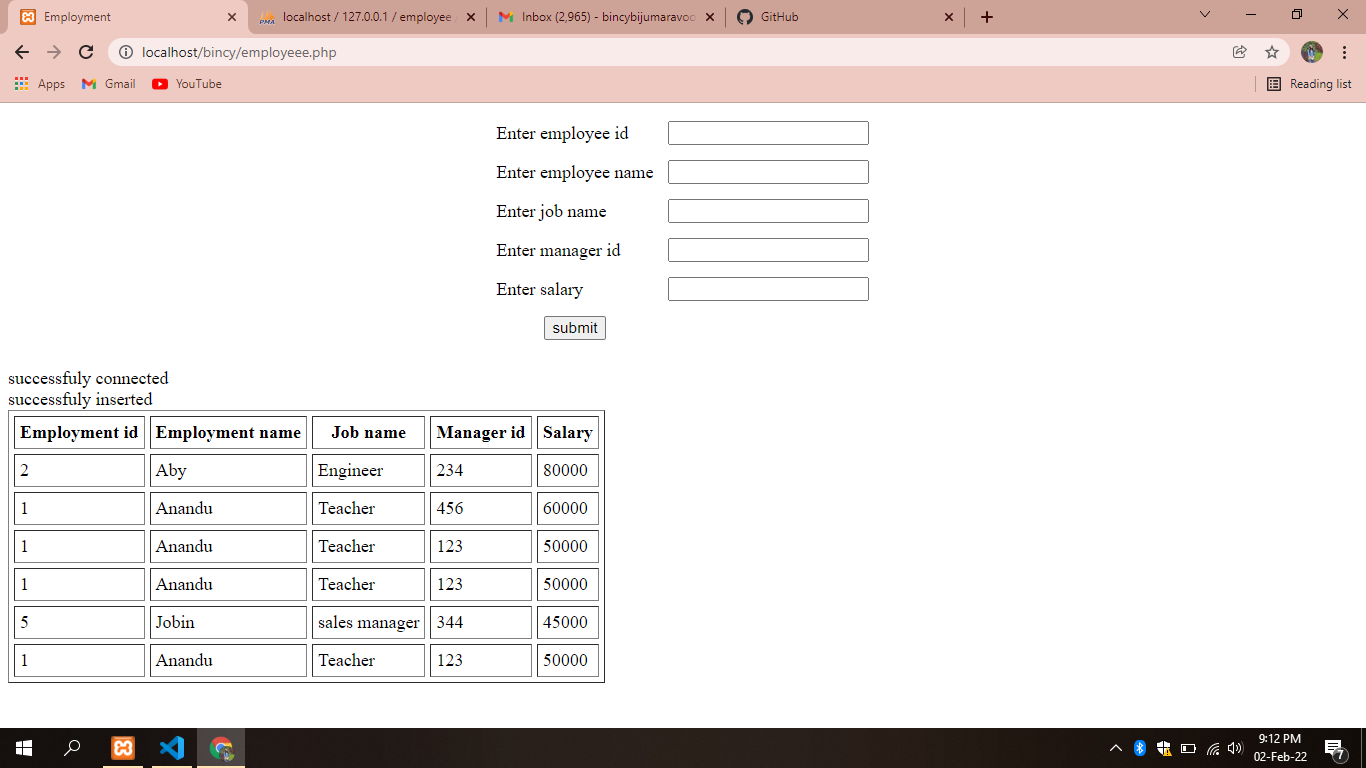 Employment
PMA localhost / 127.0.0.1 / employee
Inbox (2,965) - bincybijumaravoo
GitHub
localhost/bincy/employeee.php
Apps Gmail YouTube Reading list
Enter employee id
Enter employee name
Enter job name
Enter manager id
Enter salary
submit
successfuly connected
successfuly inserted
Employment id Employment name Job name Manager id Salary
2 Aby Engineer 234 80000
1 Anandu Teacher 456 60000
1 Anandu Teacher 123 50000
1 Anandu Teacher 123 50000
5 Jobin sales manager 344 45000
1 Anandu Teacher 123 50000
9:12 PM
02-Feb-22
7